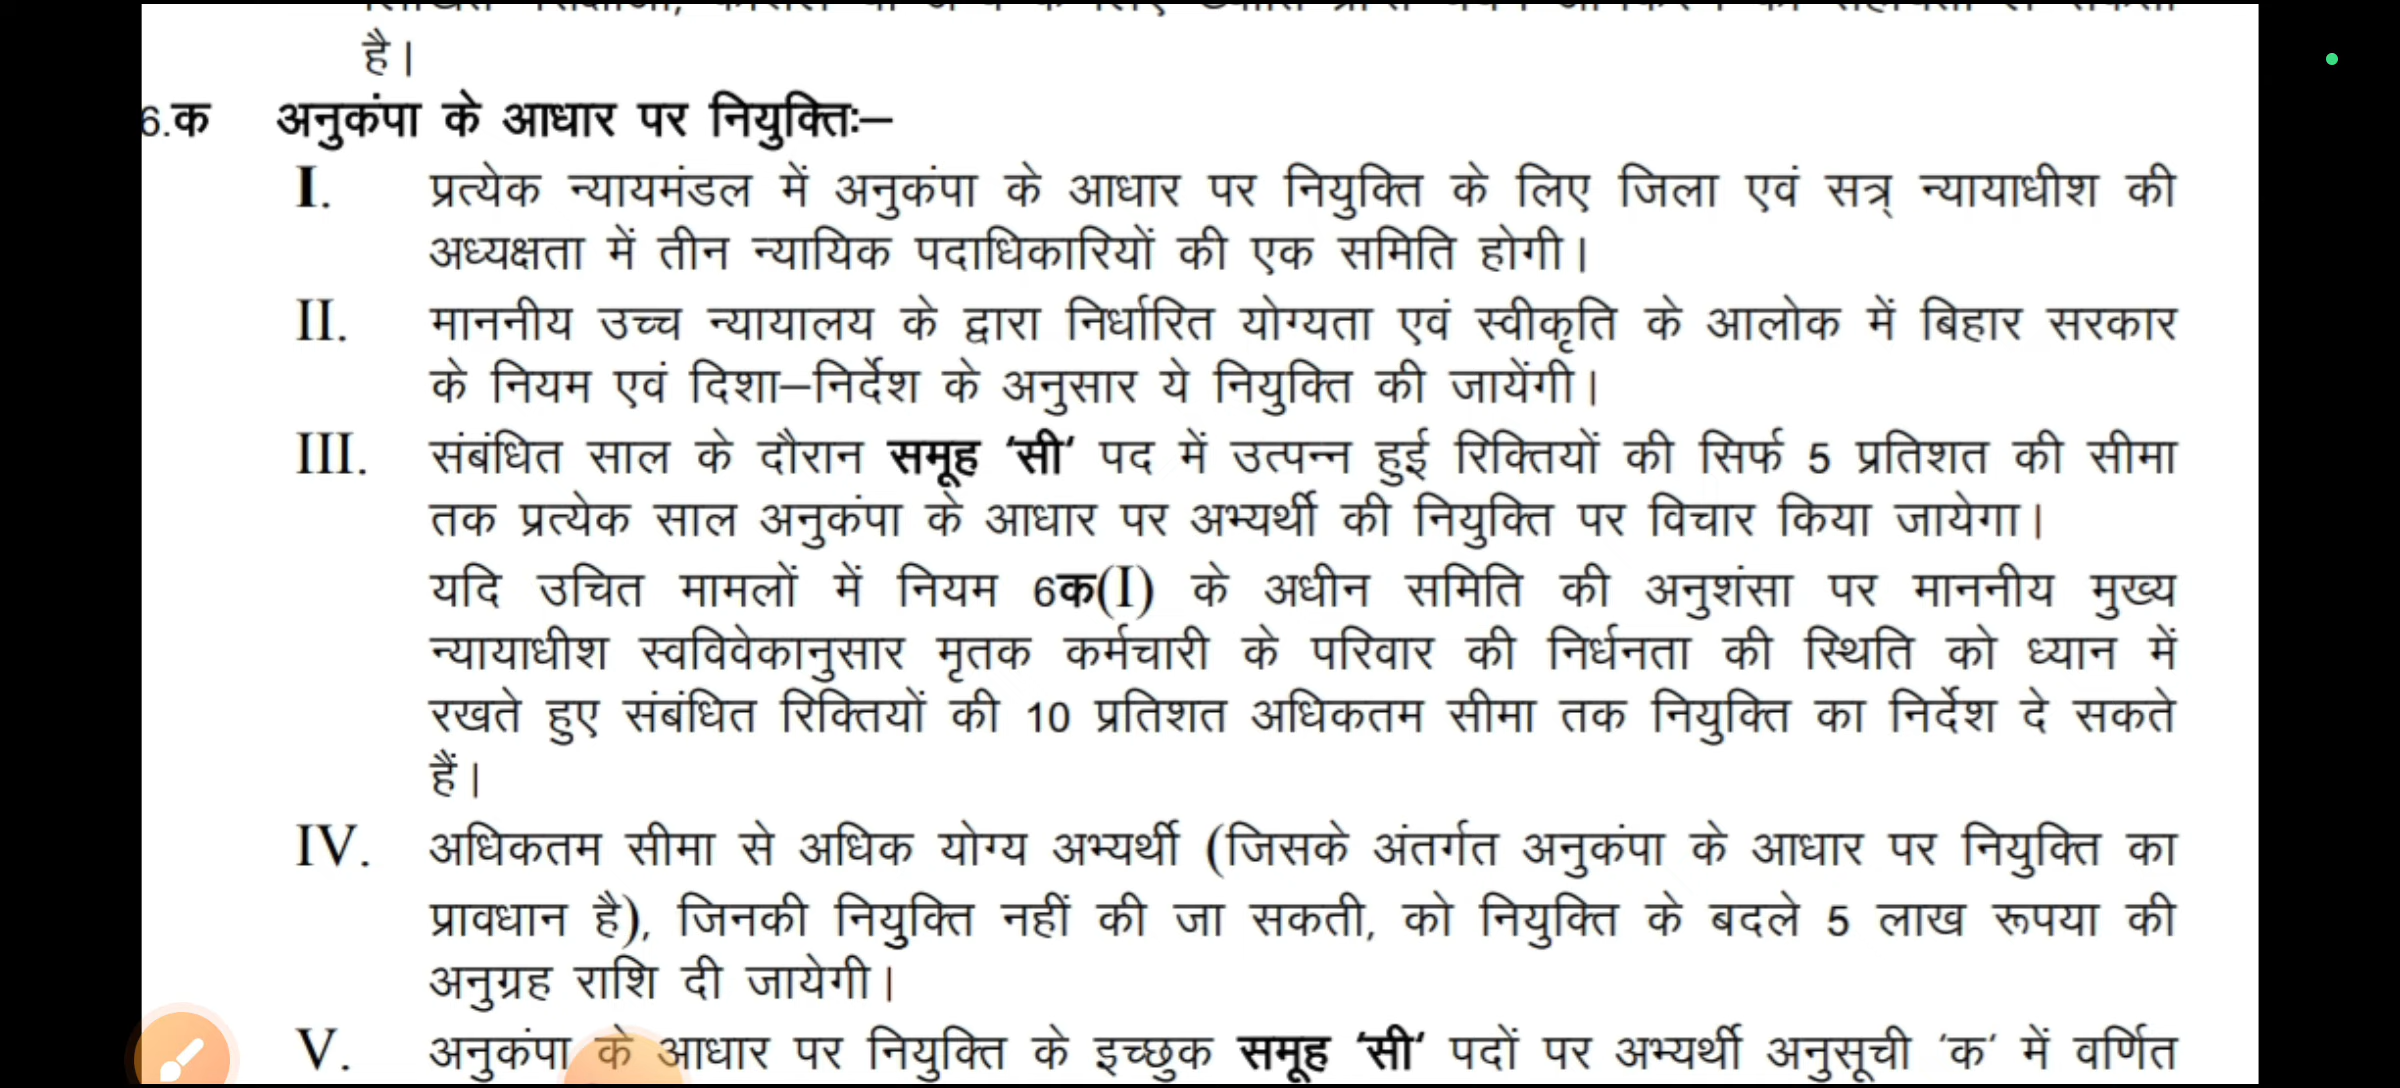 है।
6.क अनुकंपा के आधार पर नियुक्तिः–
I. प्रत्येक न्यायमंडल में अनुकंपा के आधार पर नियुक्ति के लिए जिला एवं सत्र् न्यायाधीश की
अध्यक्षता में तीन न्यायिक पदाधिकारियों की एक समिति होगी।
II. माननीय उच्च न्यायालय के द्वारा निर्धारित योग्यता एवं स्वीकृति के आलोक में बिहार सरकार
के नियम एवं दिशा–निर्देश के अनुसार ये नियुक्ति की जायेंगी।
III. संबंधित साल के दौरान समूह ‘सी’ पद में उत्पन्न हुई रिक्तियों की सिर्फ 5 प्रतिशत की सीमा
तक प्रत्येक साल अनुकंपा के आधार पर अभ्यर्थी की नियुक्ति पर विचार किया जायेगा।
यदि उचित मामलों में नियम 6क(I) के अधीन समिति की अनुशंसा पर माननीय मुख्य
न्यायाधीश स्वविवेकानुसार मृतक कर्मचारी के परिवार की निर्धनता की स्थिति को ध्यान में
रखते हुए संबंधित रिक्तियों की 10 प्रतिशत अधिकतम सीमा तक नियुक्ति का निर्देश दे सकते
हैं।
IV. अधिकतम सीमा से अधिक योग्य अभ्यर्थी (जिसके अंतर्गत अनुकंपा के आधार पर नियुक्ति का
प्रावधान है), जिनकी नियुक्ति नहीं की जा सकती, को नियुक्ति के बदले 5 लाख रूपया की
अनुग्रह राशि दी जायेगी।
V. अनुकंपा के आधार पर नियुक्ति के इच्छुक समूह ‘सी’ पदों पर अभ्यर्थी अनुसूची ‘क’ में वर्णित